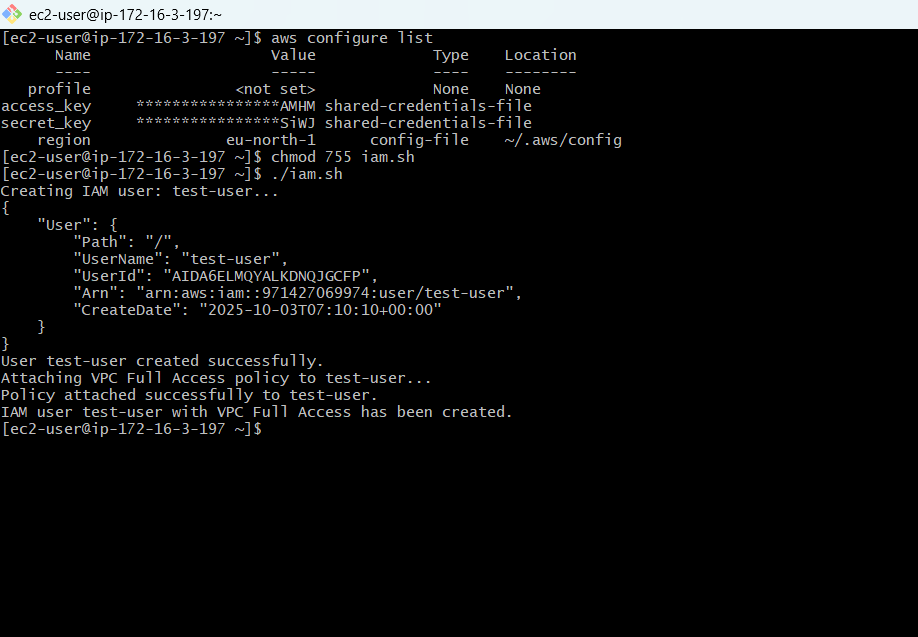 ec2-user@ip-172-16-3-197:~
[ec2-user@ip-172-16-3-197 ~]$ aws configure list
      Name                    Value             Type    Location
      ----                    -----             ----    --------
   profile                <not set>             None    None
access_key     ****************AMHM shared-credentials-file
secret_key     ****************SiWJ shared-credentials-file
    region               eu-north-1      config-file    ~/.aws/config
[ec2-user@ip-172-16-3-197 ~]$ chmod 755 iam.sh
[ec2-user@ip-172-16-3-197 ~]$ ./iam.sh
Creating IAM user: test-user...
{
    "User": {
        "Path": "/",
        "UserName": "test-user",
        "UserId": "AIDA6ELMQYALKDNQJGCFP",
        "Arn": "arn:aws:iam::971427069974:user/test-user",
        "CreateDate": "2025-10-03T07:10:10+00:00"
    }
}
User test-user created successfully.
Attaching VPC Full Access policy to test-user...
Policy attached successfully to test-user.
IAM user test-user with VPC Full Access has been created.
[ec2-user@ip-172-16-3-197 ~]$